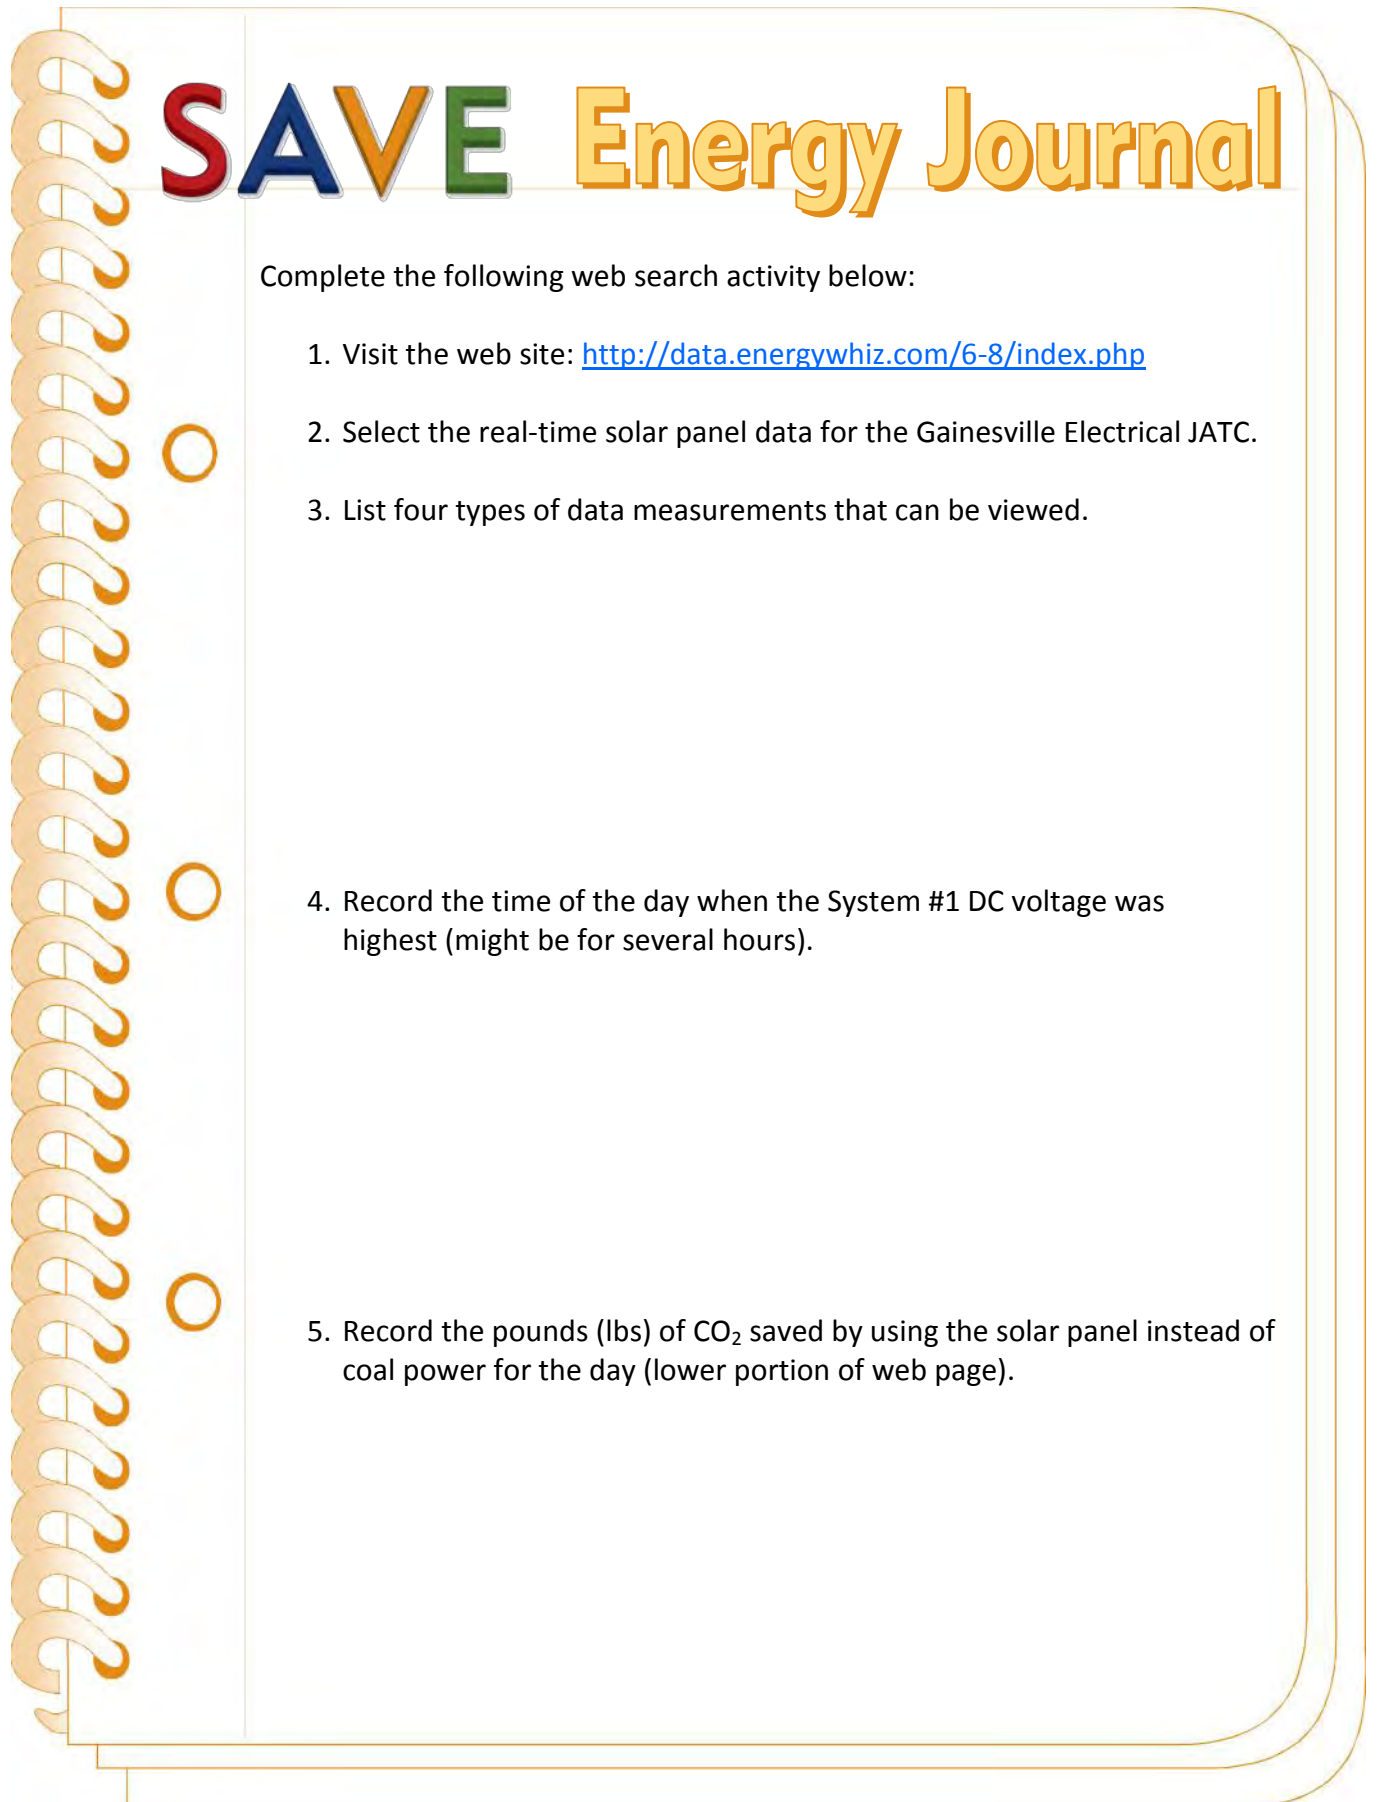 SAVE Energy Journal
Complete the following web search activity below:
1. Visit the web site: http://data.energywhiz.com/6-8/index.php
2. Select the real-time solar panel data for the Gainesville Electrical JATC.
3. List four types of data measurements that can be viewed.
4. Record the time of the day when the System #1 DC voltage was
highest (might be for several hours).
5. Record the pounds (lbs) of CO₂ saved by using the solar panel instead of
coal power for the day (lower portion of web page).